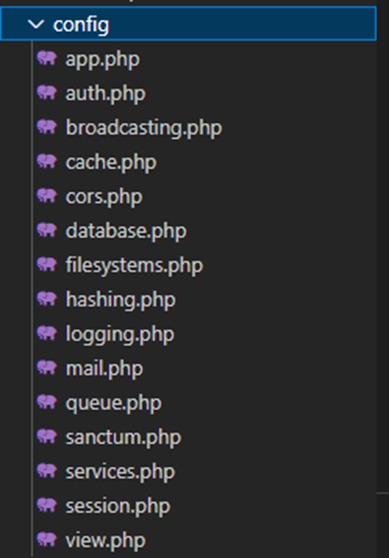 config
app.php
auth.php
broadcasting.php
cache.php
cors.php
database.php
filesystems.php
hashing.php
logging.php
mail.php
queue.php
sanctum.php
services.php
session.php
view.php